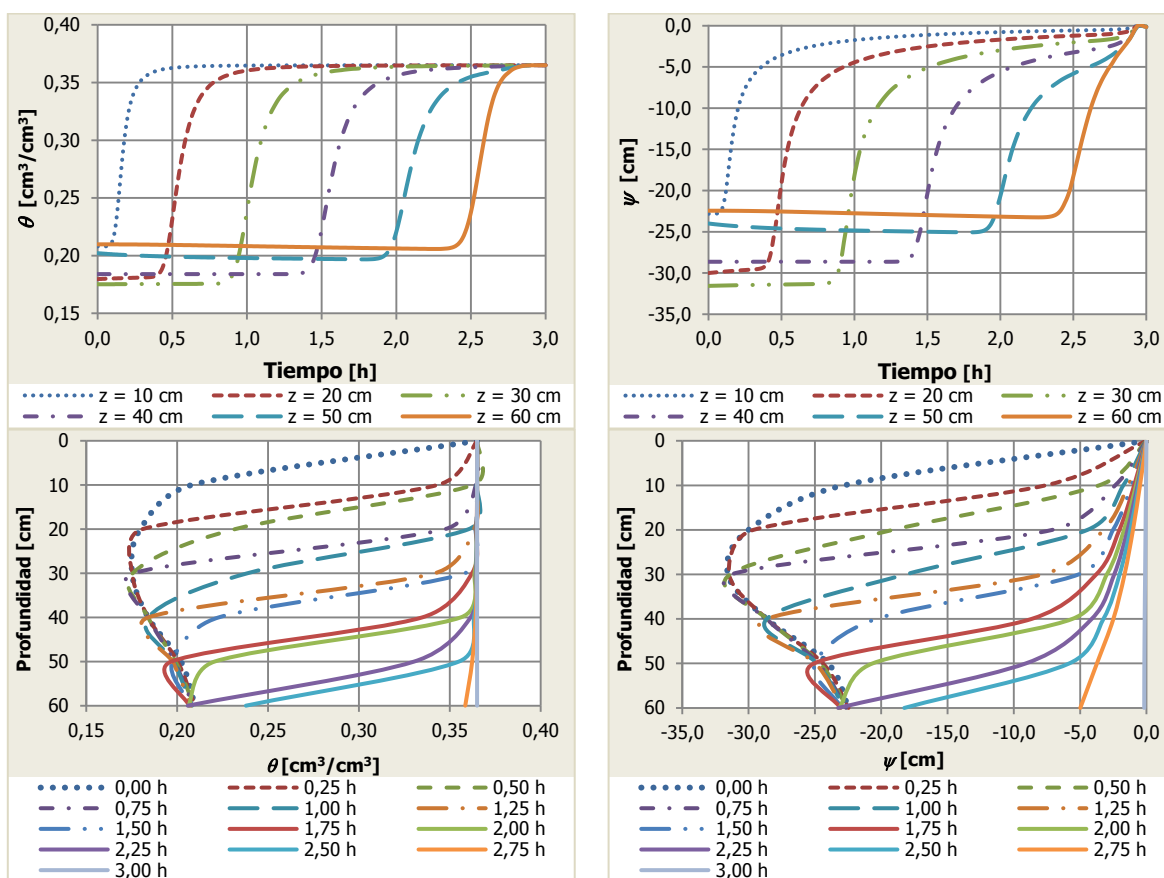 0,40
0,35
0,30
0,25
0,20
0,15
θ [cm³/cm³]
0,0 0,5 1,0 1,5 2,0 2,5 3,0
Tiempo [h]
z = 10 cm z = 20 cm z = 30 cm
z = 40 cm z = 50 cm z = 60 cm
0,0
-5,0
-10,0
-15,0
-20,0
-25,0
-30,0
-35,0
ψ [cm]
0,0 0,5 1,0 1,5 2,0 2,5 3,0
Tiempo [h]
z = 10 cm z = 20 cm z = 30 cm
z = 40 cm z = 50 cm z = 60 cm
0
10
20
30
40
50
60
Profundidad [cm]
0,15 0,20 0,25 0,30 0,35 0,40
θ [cm³/cm³]
0,00 h 0,25 h 0,50 h
0,75 h 1,00 h 1,25 h
1,50 h 1,75 h 2,00 h
2,25 h 2,50 h 2,75 h
3,00 h
0
10
20
30
40
50
60
Profundidad [cm]
-35,0 -30,0 -25,0 -20,0 -15,0 -10,0 -5,0 0,0
ψ [cm]
0,00 h 0,25 h 0,50 h
0,75 h 1,00 h 1,25 h
1,50 h 1,75 h 2,00 h
2,25 h 2,50 h 2,75 h
3,00 h